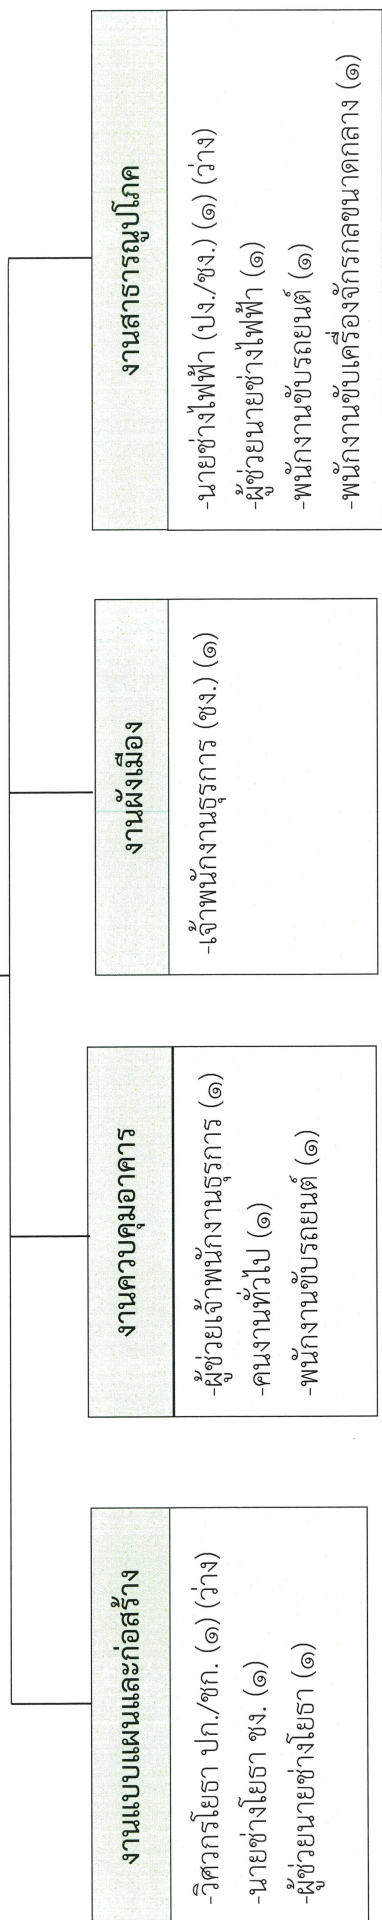 งานแบบแผนและก่อสร้าง
-วิศวกรโยธา ปก./ชก. (๑) (ว่าง)
-นายช่างโยธา ชง. (๑)
-ผู้ช่วยนายช่างโยธา (๑)
งานควบคุมอาคาร
-ผู้ช่วยเจ้าพนักงานธุรการ (๑)
-คนงานทั่วไป (๑)
-พนักงานขับรถยนต์ (๑)
งานผังเมือง
-เจ้าพนักงานธุรการ (ชง.) (๑)
งานสาธารณูปโภค
-นายช่างไฟฟ้า (ปง./ชง.) (๑) (ว่าง)
-ผู้ช่วยนายช่างไฟฟ้า (๑)
-พนักงานขับรถยนต์ (๑)
-พนักงานขับเครื่องจักรกลขนาดกลาง (๑)